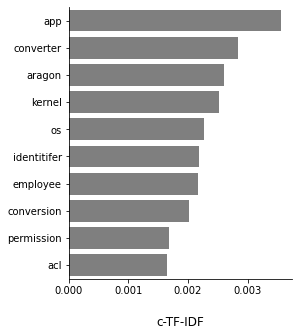 app
converter
aragon
kernel
os
identitifer
employee
conversion
permission
acl
0.000 0.001 0.002 0.003
c-TF-IDF